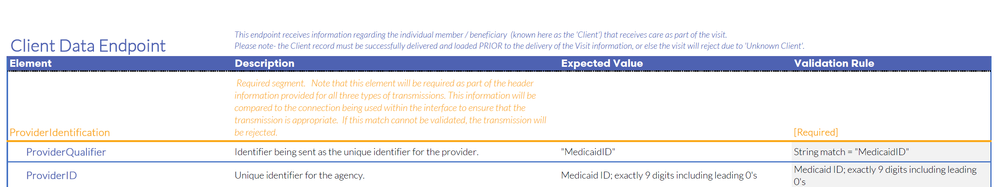 This endpoint receives information regarding the individual member / beneficiary  (known here as the 'Client') that receives care as part of the visit.
Client Data Endpoint
Please note- the Client record must be successfully delivered and loaded PRIOR to the delivery of the Visit information, or else the visit will reject due to 'Unknown Client'.
Element Description Expected Value Validation Rule
Required segment.   Note that this element will be required as part of the header
information provided for all three types of transmissions. This information will be
compared to the connection being used within the interface to ensure that the
transmission is appropriate.  If this match cannot be validated, the transmission will
ProviderIdentification be rejected. [Required]
ProviderQualifier Identifier being sent as the unique identifier for the provider. "MedicaidID" String match = "MedicaidID"
ProviderID Unique identifier for the agency. Medicaid ID; exactly 9 digits including leading 0's Medicaid ID; exactly 9 digits including leading
0's